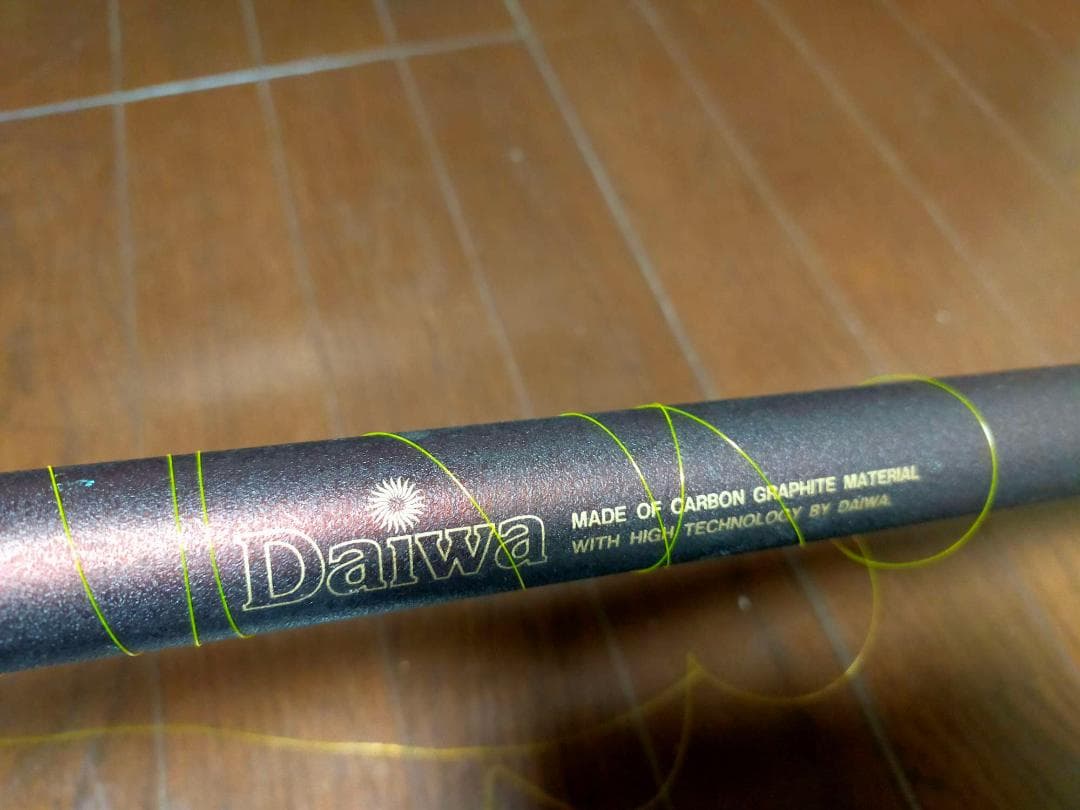 Daiwa
MADE OF CARBON GRAPHITE MATERIAL
WITH HIGH TECHNOLOGY BY DAIWA.